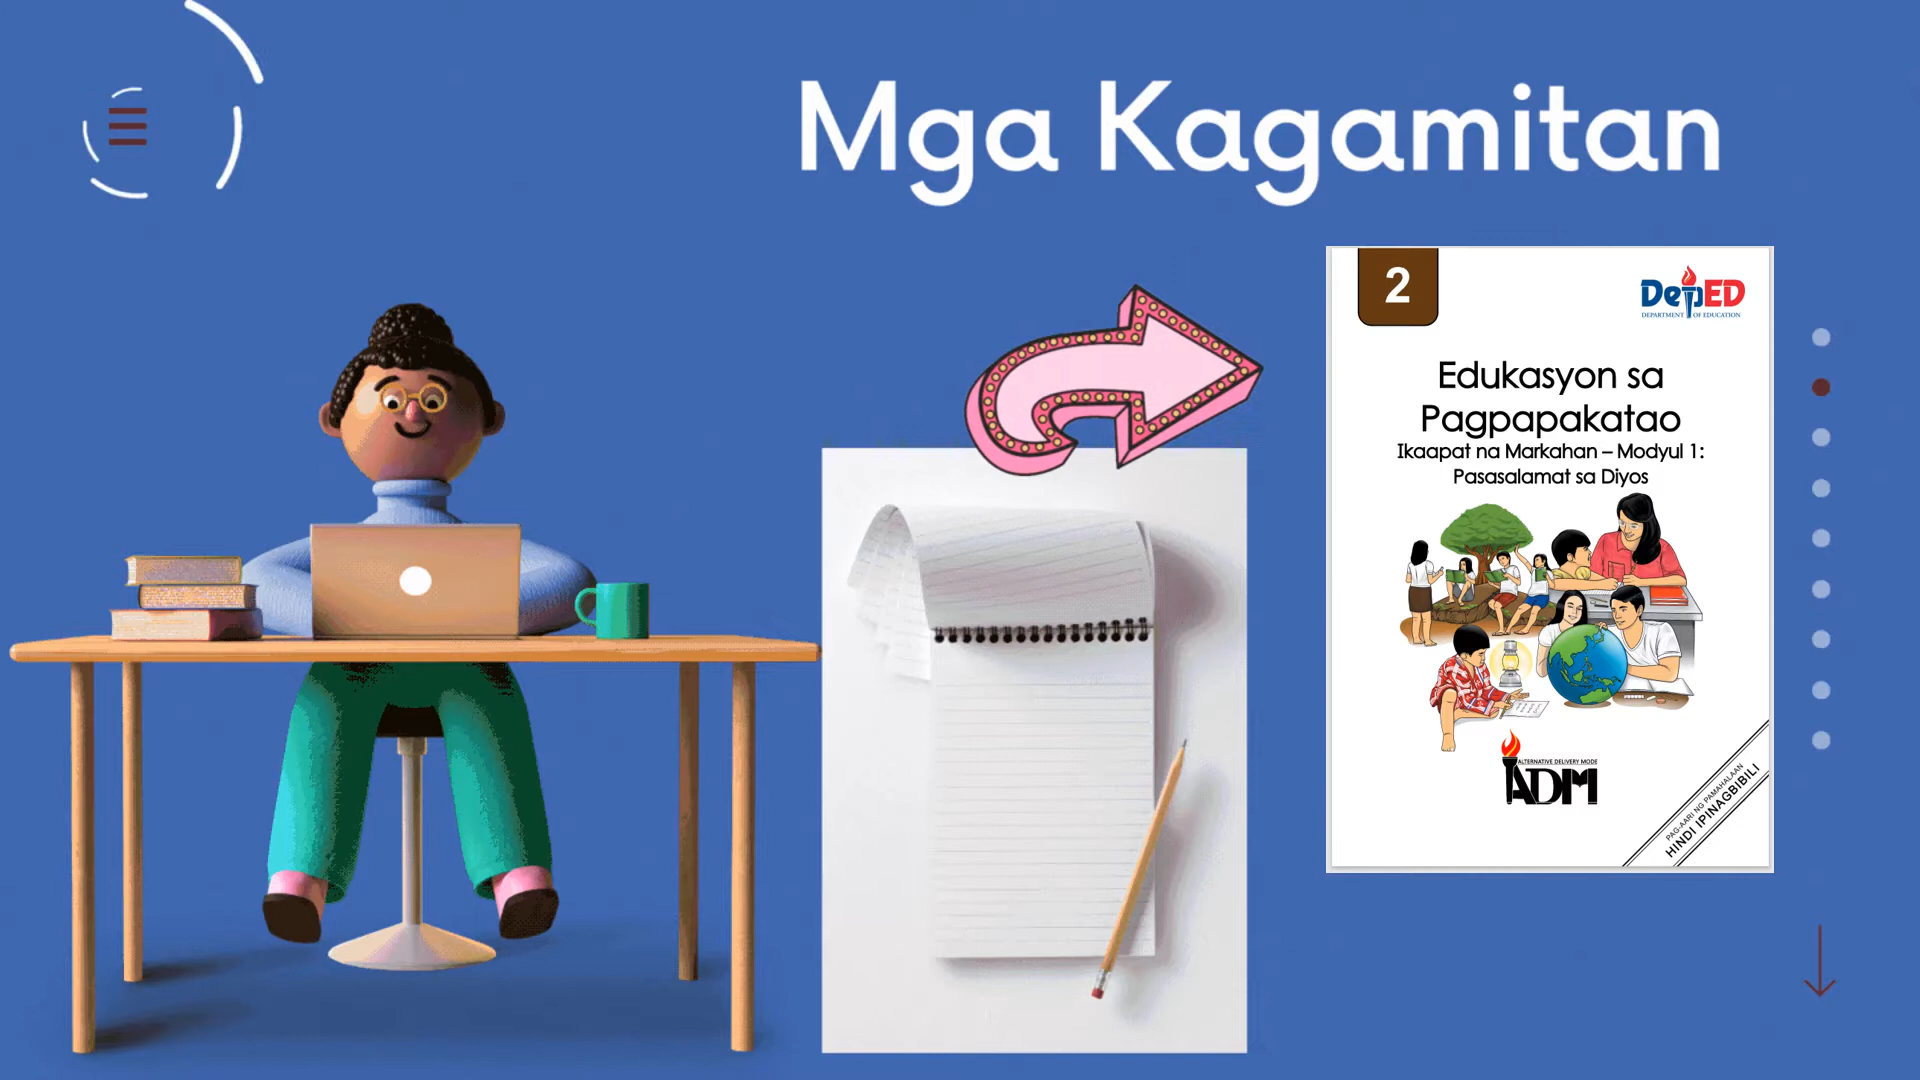 Mga Kagamitan
2
DepED
DEPARTMENT OF EDUCATION
Edukasyon sa
Pagpapakatao
Ikaapat na Markahan – Modyul 1:
Pasasalamat sa Diyos
ALTERNATIVE DELIVERY MODE
ADM
PAG-AARI NG PAMAHALAAN
HINDI IPINAGBIBILI